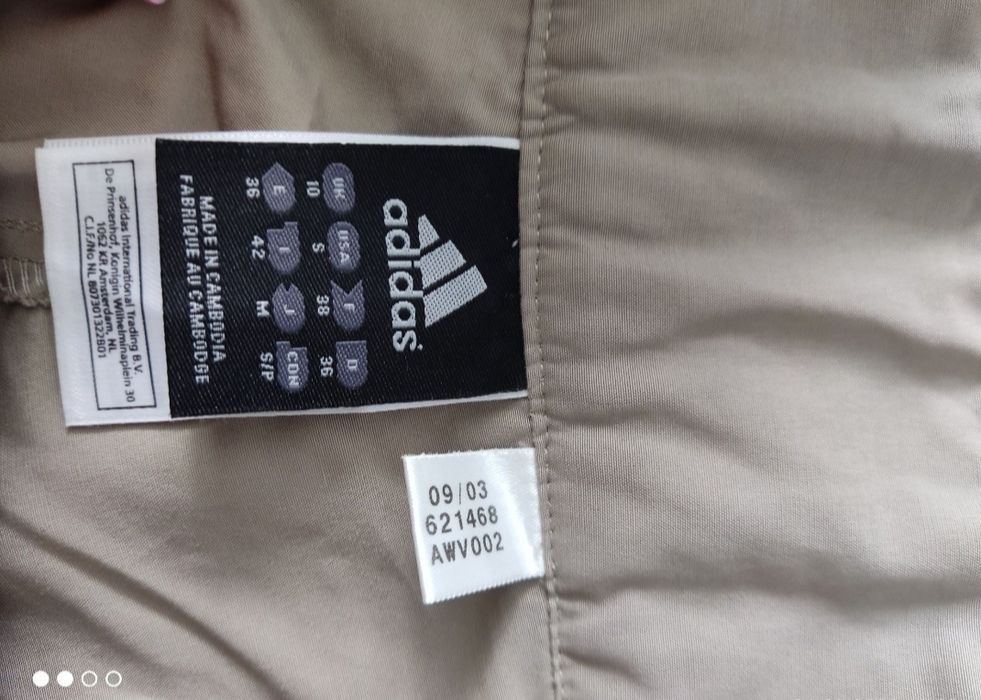 adidas
UK USA F D
10 S 38 36
E I J CDN
36 42 M S/P
MADE IN CAMBODIA
FABRIQUE AU CAMBODGE
adidas International Trading B.V.
De Prinsenhof, Konigin Wilhelminaplein 30
1062 KR Amsterdam, NL
C.I.F/No NL 807301322B01
09/03
621468
AWV002